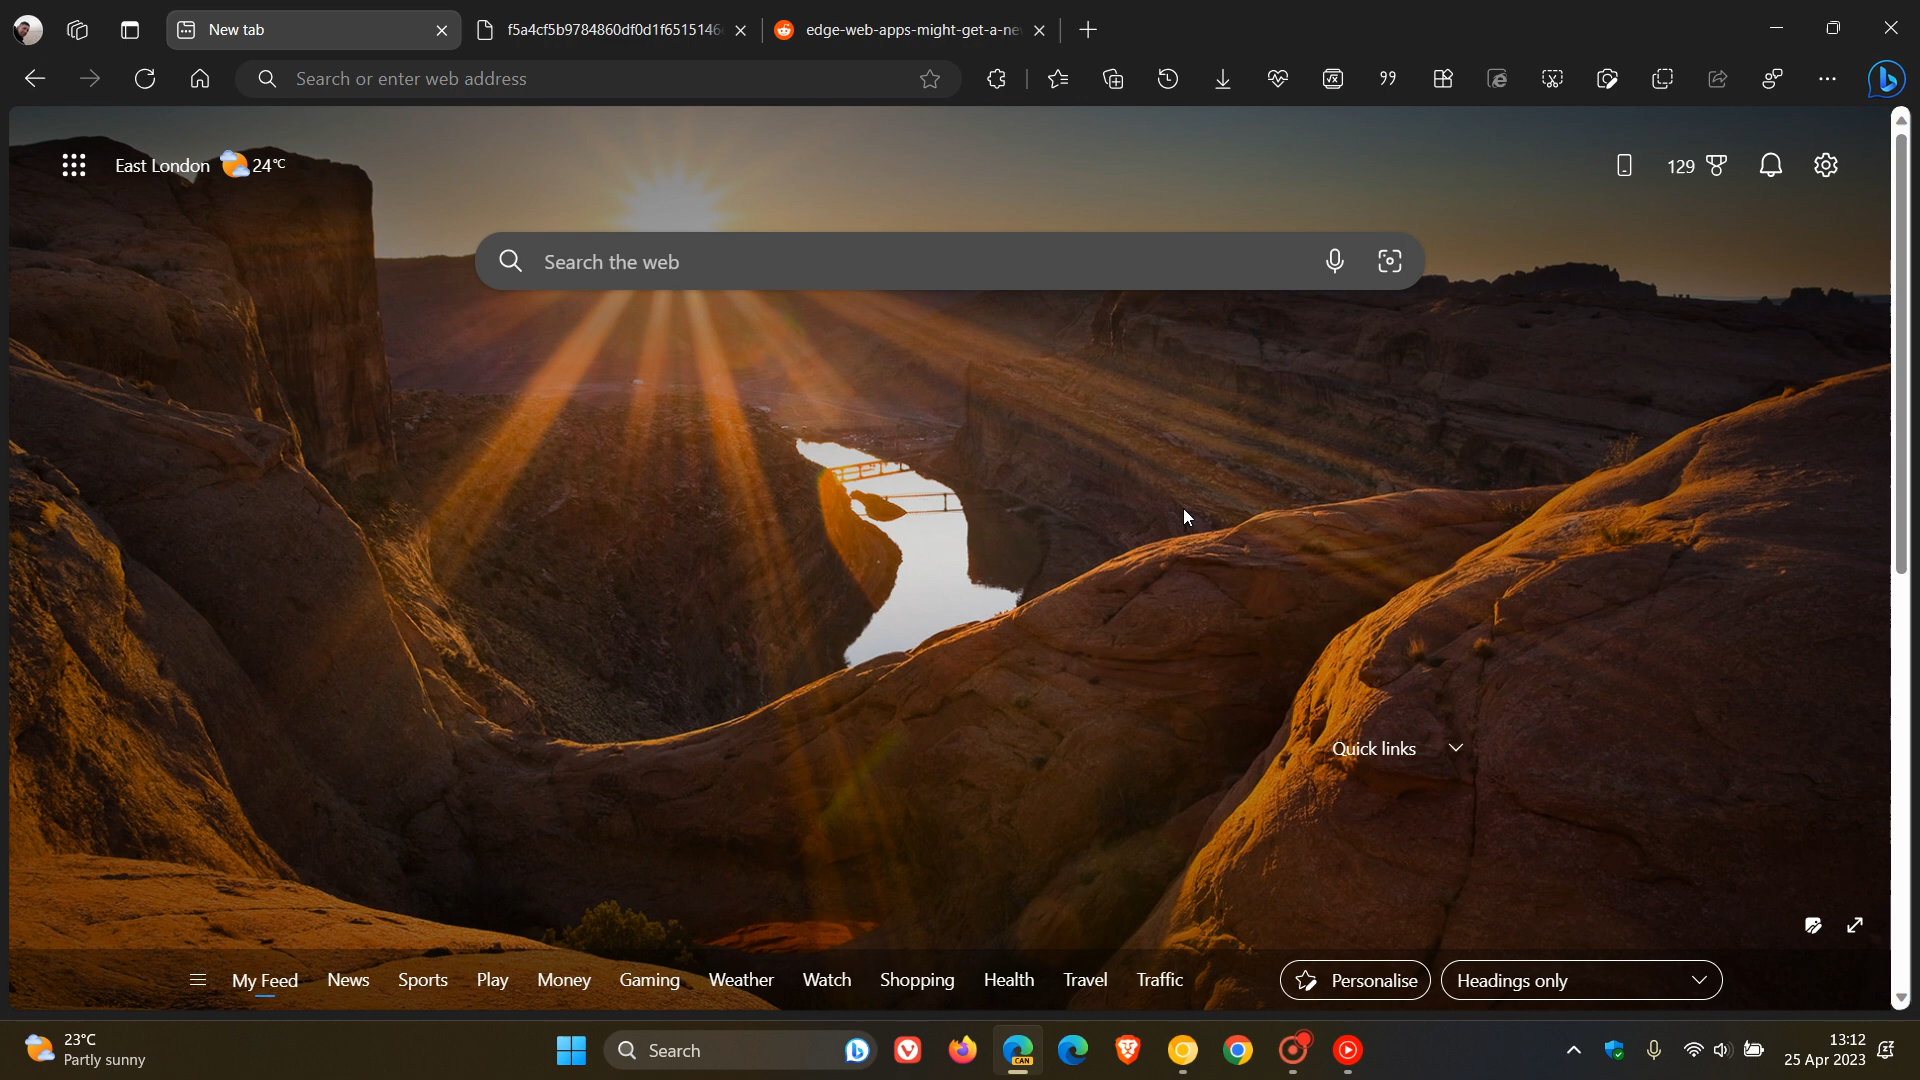 New tab
f5a4cf5b9784860df0d1f6515146
edge-web-apps-might-get-a-ne
Search or enter web address
East London 24°C
129
Search the web
Quick links
My Feed News Sports Play Money Gaming Weather Watch Shopping Health Travel Traffic
Personalise
Headings only
23°C
Partly sunny
Search
CAN
13:12
25 Apr 2023